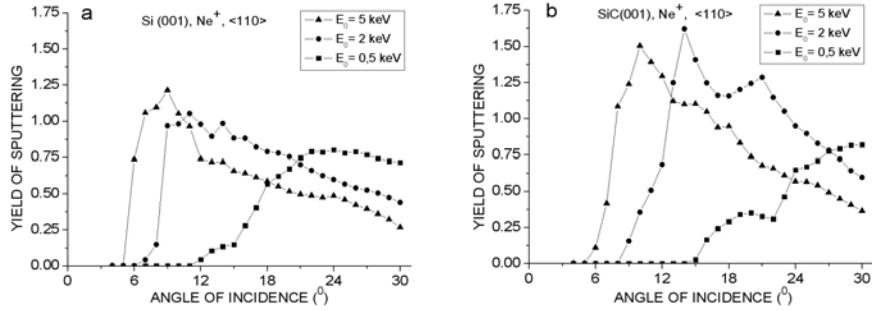 a
Si (001), Ne+, <110>
E0= 5 keV
E0= 2 keV
E0= 0,5 keV
YIELD OF SPUTTERING
1.75
1.50
1.25
1.00
0.75
0.50
0.25
0.00
0 6 12 18 24 30
ANGLE OF INCIDENCE (0)
b
SiC(001), Ne+, <110>
E0= 5 keV
E0= 2 keV
E0= 0,5 keV
YIELD OF SPUTTERING
1.75
1.50
1.25
1.00
0.75
0.50
0.25
0.00
0 6 12 18 24 30
ANGLE OF INCIDENCE (0)